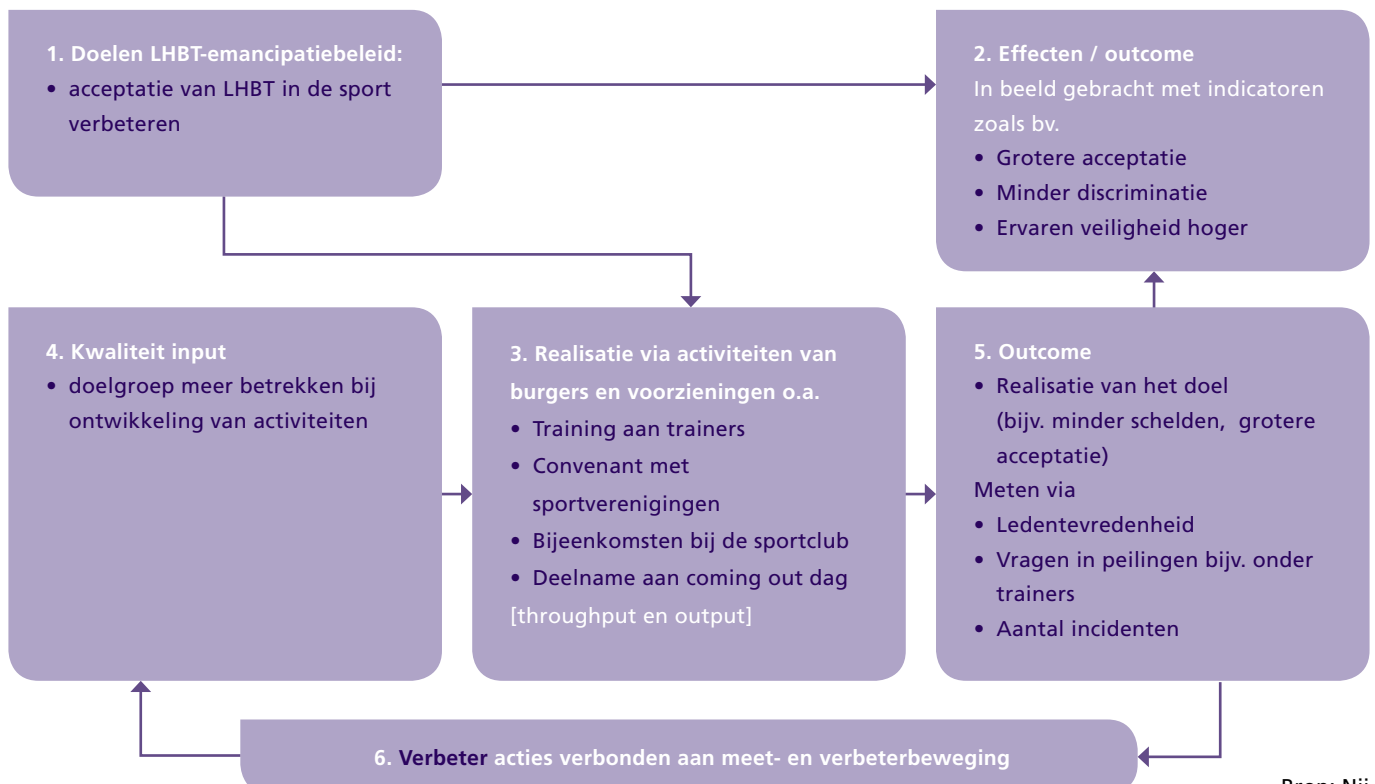 1. Doelen LHBT-emancipatiebeleid:
• acceptatie van LHBT in de sport
verbeteren
2. Effecten / outcome
In beeld gebracht met indicatoren
zoals bv.
• Grotere acceptatie
• Minder discriminatie
• Ervaren veiligheid hoger
4. Kwaliteit input
• doelgroep meer betrekken bij
ontwikkeling van activiteiten
3. Realisatie via activiteiten van
burgers en voorzieningen o.a.
• Training aan trainers
• Convenant met
sportverenigingen
• Bijeenkomsten bij de sportclub
• Deelname aan coming out dag
[throughput en output]
5. Outcome
• Realisatie van het doel
(bijv. minder schelden, grotere
acceptatie)
Meten via
• Ledentevredenheid
• Vragen in peilingen bijv. onder
trainers
• Aantal incidenten
6. Verbeter acties verbonden aan meet- en verbeterbeweging